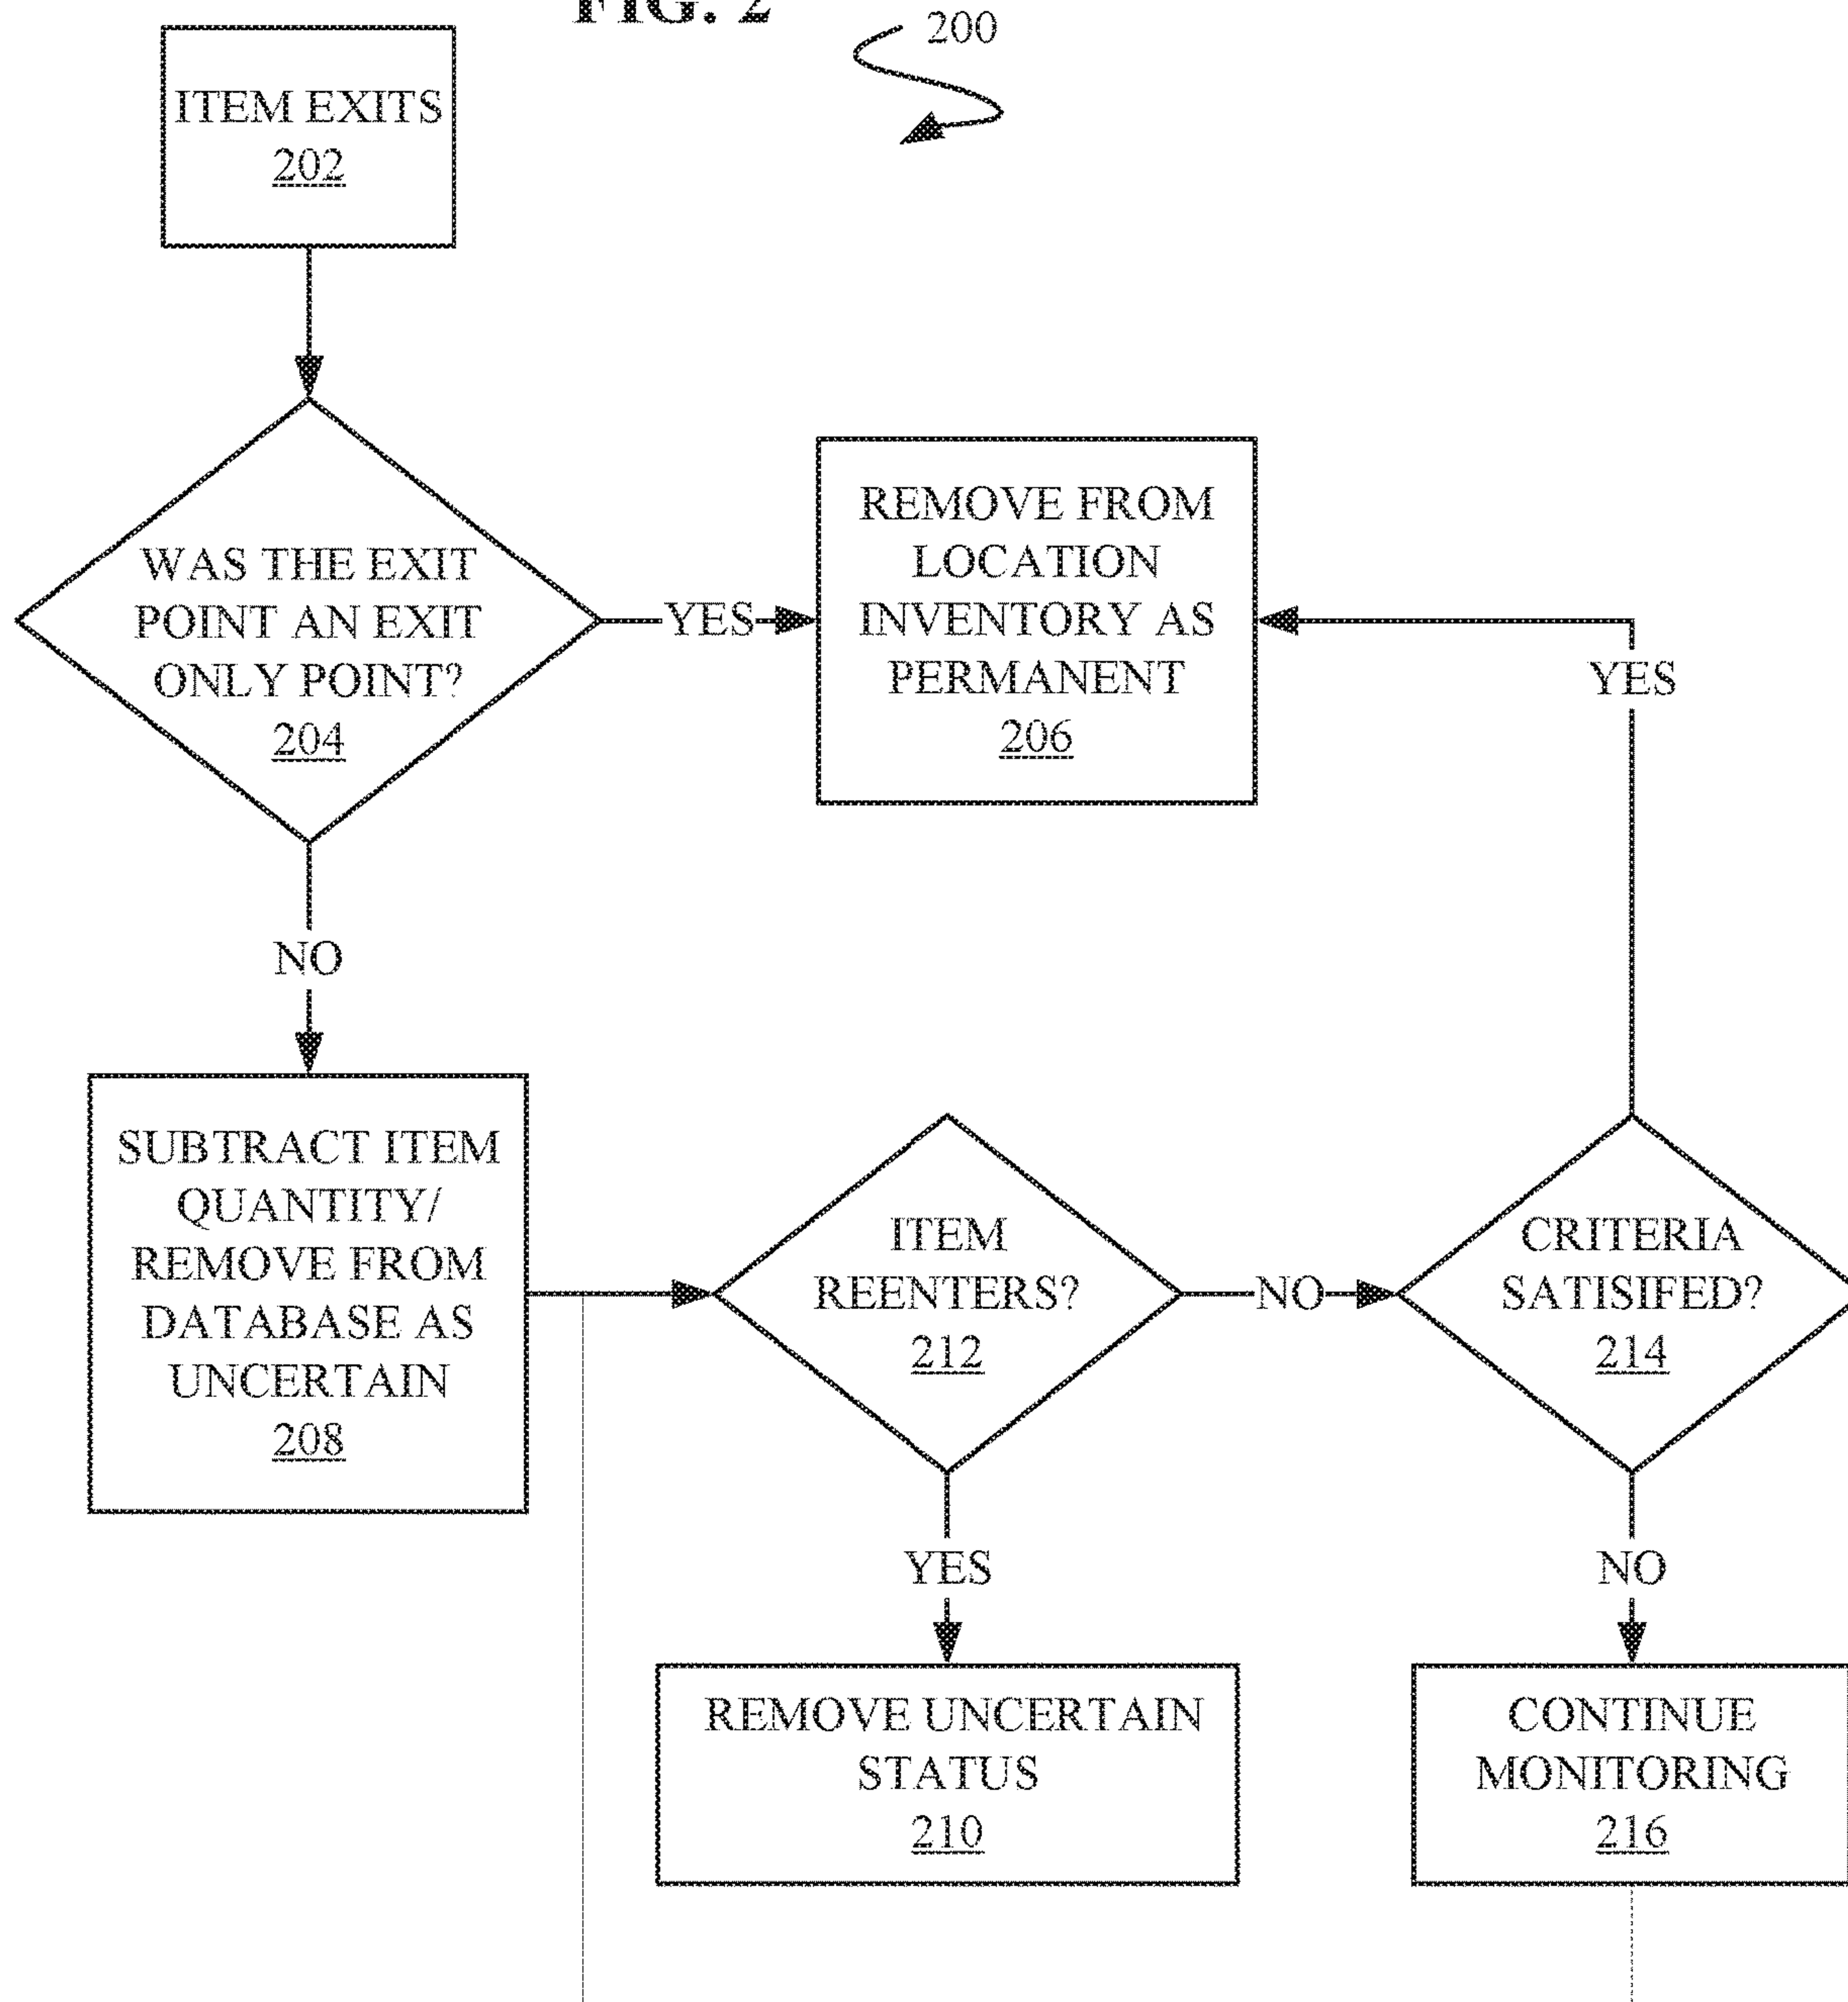 FIG. 2
200
ITEM EXITS
202
WAS THE EXIT
POINT AN EXIT
ONLY POINT?
204
YES
REMOVE FROM
LOCATION
INVENTORY AS
PERMANENT
206
YES
NO
SUBTRACT ITEM
QUANTITY/
REMOVE FROM
DATABASE AS
UNCERTAIN
208
ITEM
REENTERS?
212
NO
CRITERIA
SATISIFED?
214
YES
NO
REMOVE UNCERTAIN
STATUS
210
CONTINUE
MONITORING
216